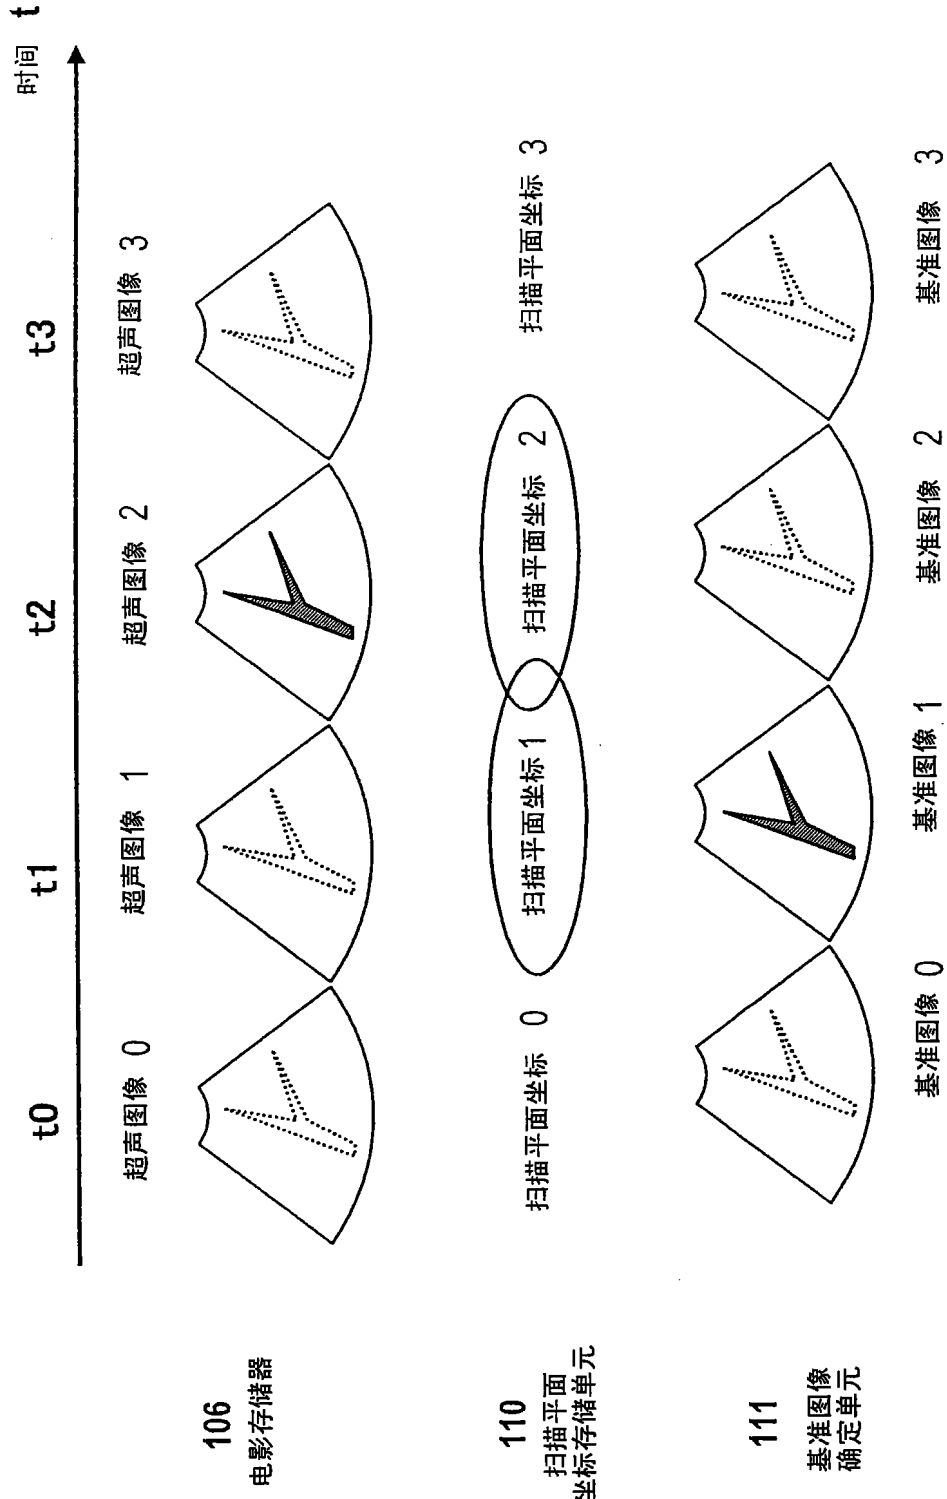 时间 t
t0 t1 t2 t3
超声图像 0 超声图像 1 超声图像 2 超声图像 3
106
电影存储器
扫描平面坐标 0 扫描平面坐标 1 扫描平面坐标 2 扫描平面坐标 3
110
扫描平面
坐标存储单元
111
基准图像
确定单元
基准图像 0 基准图像 1 基准图像 2 基准图像 3